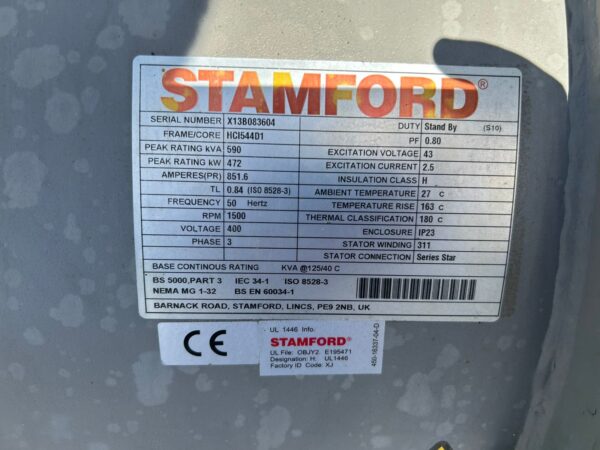 STAMFORD®
SERIAL NUMBER X13B083604
DUTY Stand By (S10)
FRAME/CORE HCI544D1
PF 0.80
PEAK RATING kVA 590
EXCITATION VOLTAGE 43
PEAK RATING kW 472
EXCITATION CURRENT 2.5
AMPERES(PR) 851.6
INSULATION CLASS H
TL 0.84 (ISO 8528-3)
AMBIENT TEMPERATURE 27 C
FREQUENCY 50 Hertz
TEMPERATURE RISE 163 C
RPM 1500
THERMAL CLASSIFICATION 180 C
VOLTAGE 400
ENCLOSURE IP23
PHASE 3
STATOR WINDING 311
STATOR CONNECTION Series Star
BASE CONTINOUS RATING KVA @125/40 C
BS 5000,PART 3 IEC 34-1 ISO 8528-3
NEMA MG 1-32 BS EN 60034-1
BARNACK ROAD, STAMFORD, LINCS, PE9 2NB, UK
CE
UL 1446 Info.
STAMFORD®
UL File: OBJY2 E195471
Designation: H: UL1446
Factory ID Code: XJ
450-16337-04-D